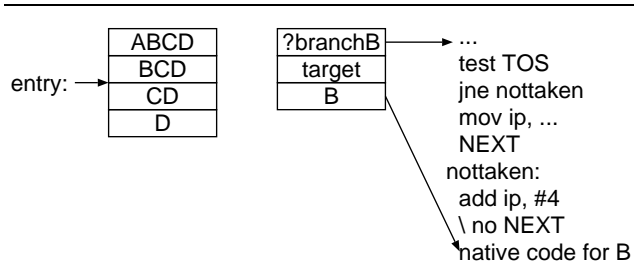 ABCD
BCD
CD
D
entry:
?branchB
target
B
...
test TOS
jne nottaken
mov ip, ...
NEXT
nottaken:
add ip, #4
\ no NEXT
native code for B